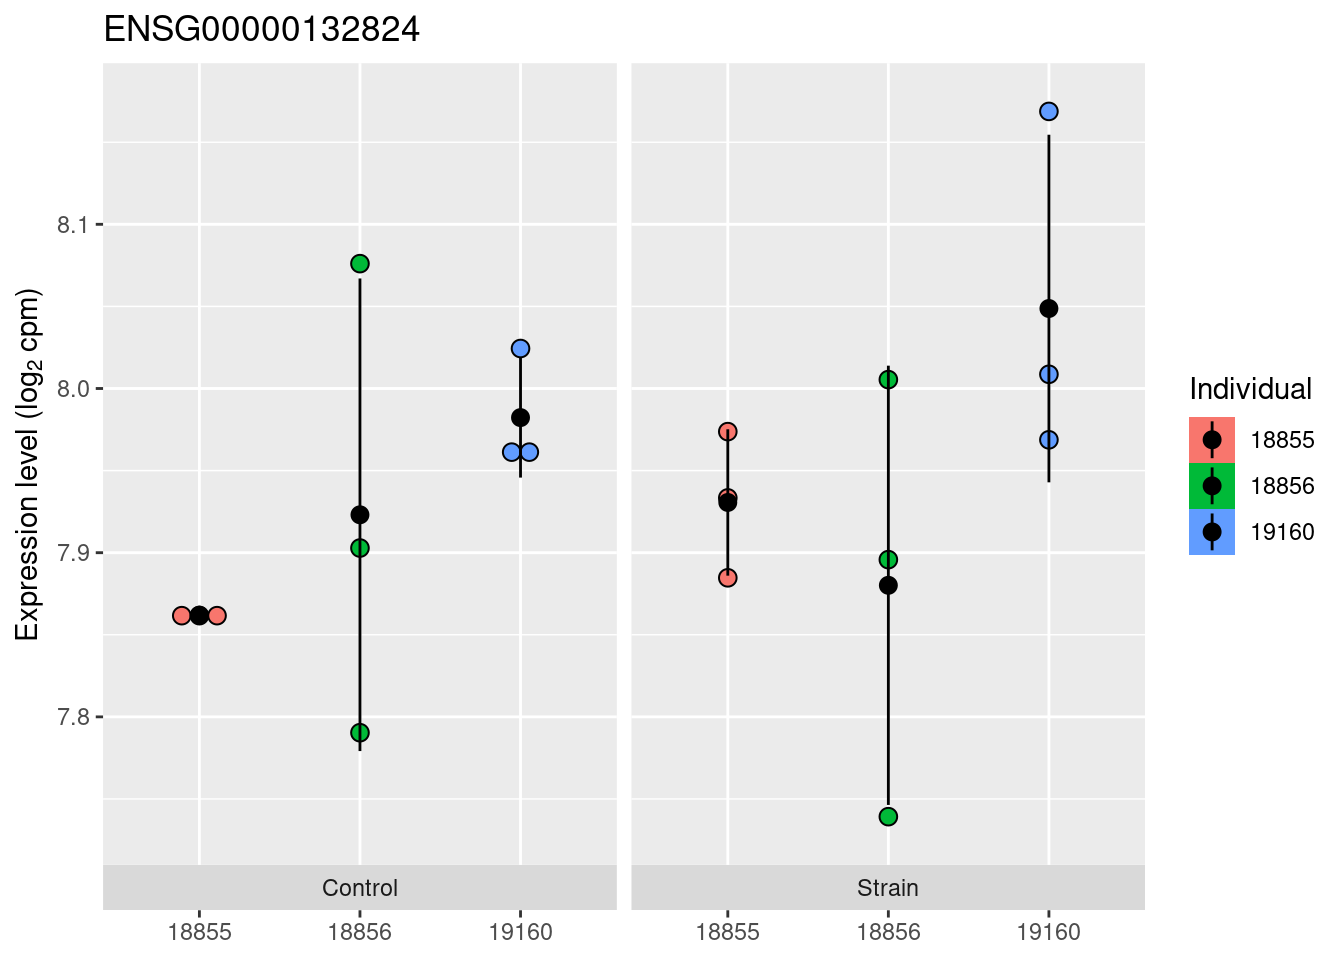 ENSG00000132824
Expression level (log2 cpm)
8.1
8.0
7.9
7.8
Control
Strain
18855
18856
19160
18855
18856
19160
Individual
18855
18856
19160